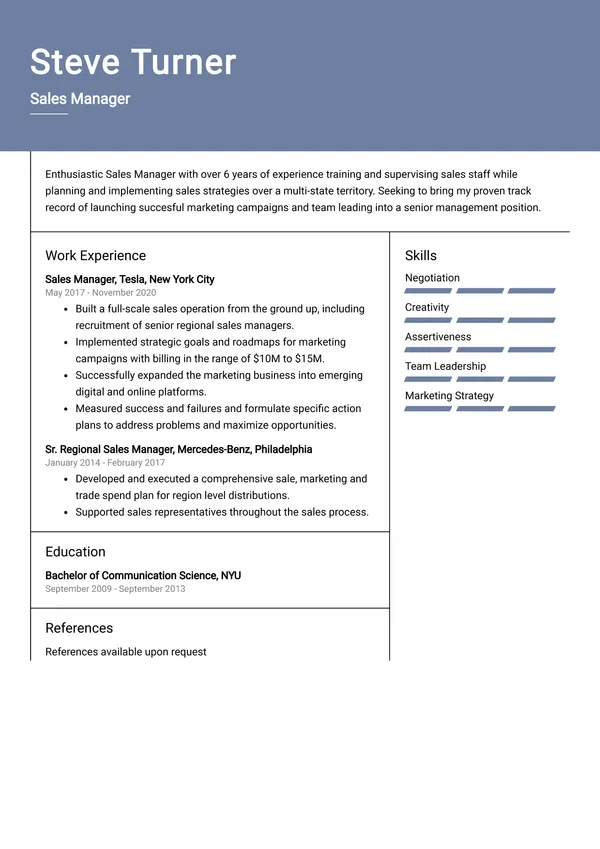 Steve Turner
Sales Manager
Enthusiastic Sales Manager with over 6 years of experience training and supervising sales staff while
planning and implementing sales strategies over a multi-state territory. Seeking to bring my proven track
record of launching succesful marketing campaigns and team leading into a senior management position.
Work Experience
Sales Manager, Tesla, New York City
May 2017 - November 2020
• Built a full-scale sales operation from the ground up, including
recruitment of senior regional sales managers.
• Implemented strategic goals and roadmaps for marketing
campaigns with billing in the range of $10M to $15M.
• Successfully expanded the marketing business into emerging
digital and online platforms.
• Measured success and failures and formulate specific action
plans to address problems and maximize opportunities.
Sr. Regional Sales Manager, Mercedes-Benz, Philadelphia
January 2014 - February 2017
• Developed and executed a comprehensive sale, marketing and
trade spend plan for region level distributions.
• Supported sales representatives throughout the sales process.
Education
Bachelor of Communication Science, NYU
September 2009 - September 2013
References
References available upon request
Skills
Negotiation
Creativity
Assertiveness
Team Leadership
Marketing Strategy